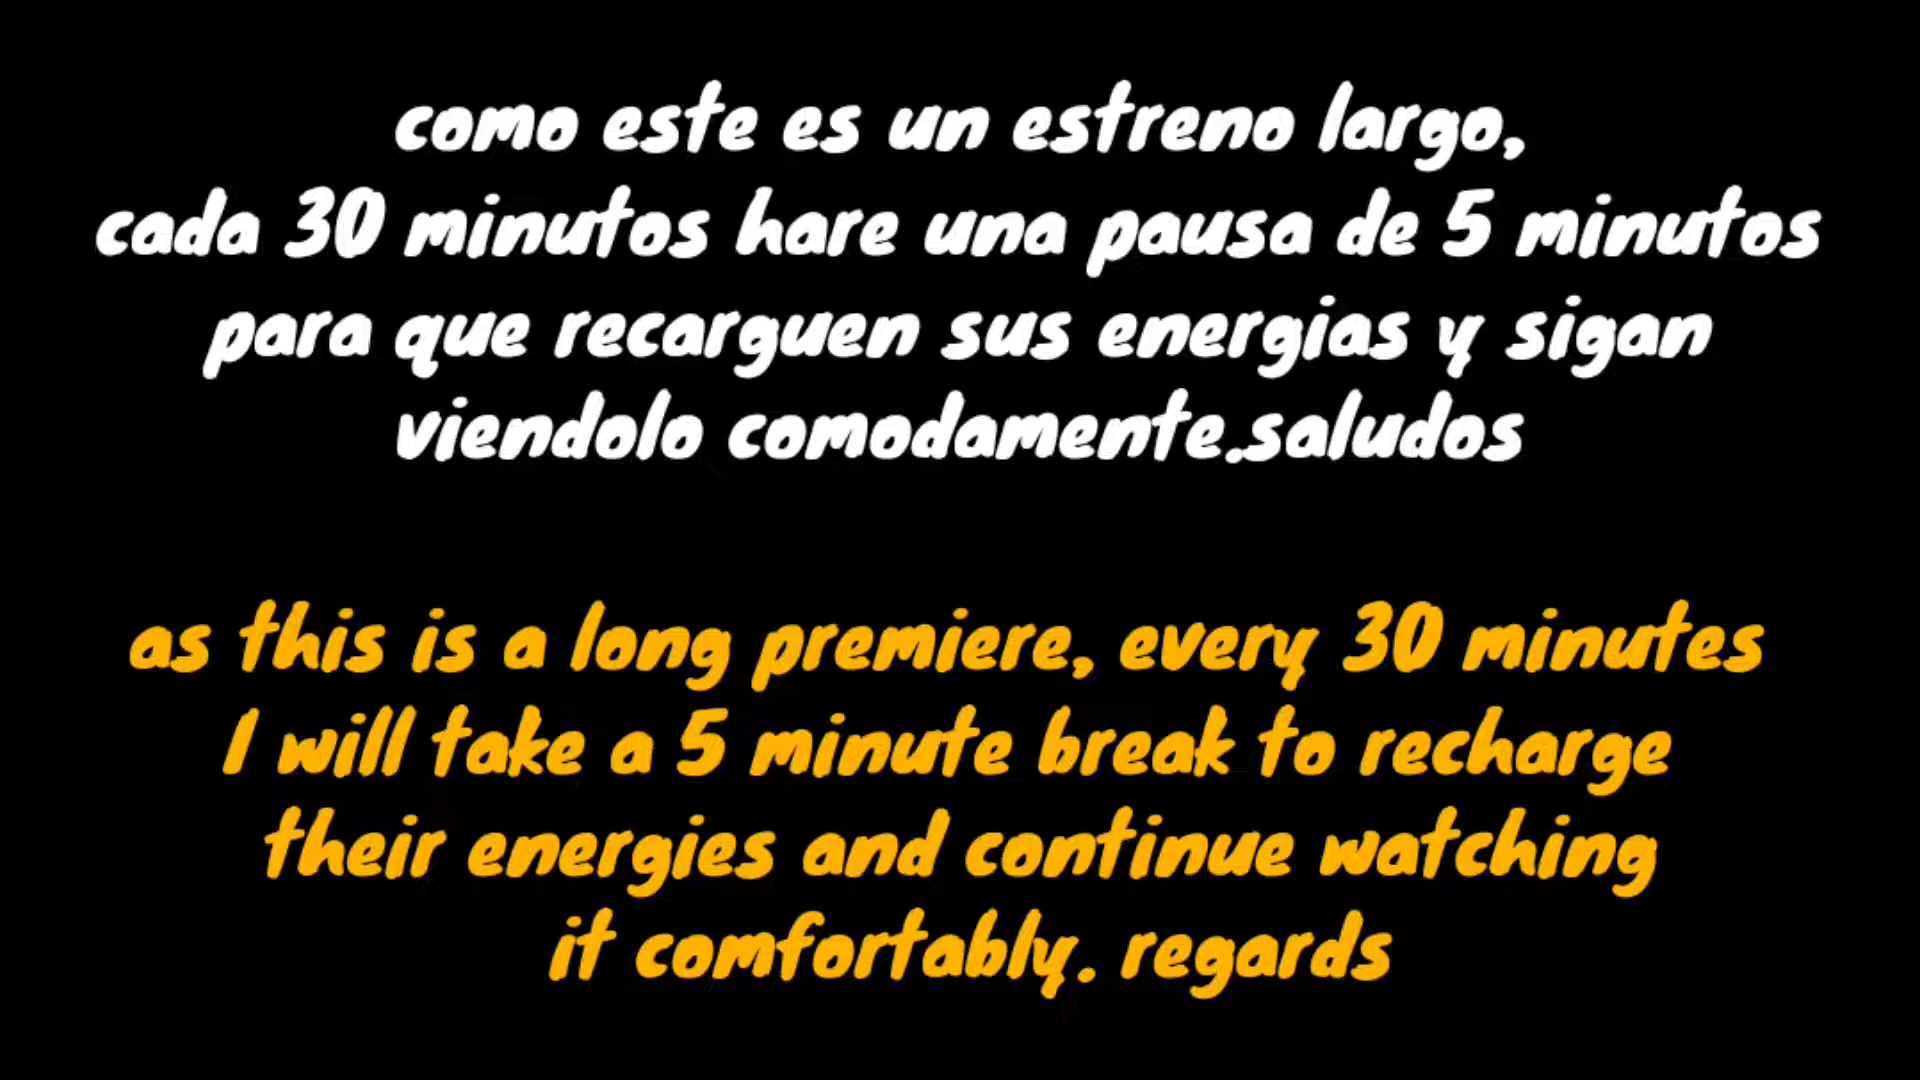 como este es un estreno largo,
cada 30 minutos hare una pausa de 5 minutos
para que recarguen sus energias y sigan
viendolo comodamente.saludos
as this is a long premiere, every 30 minutes
I will take a 5 minute break to recharge
their energies and continue watching
it comfortably. regards